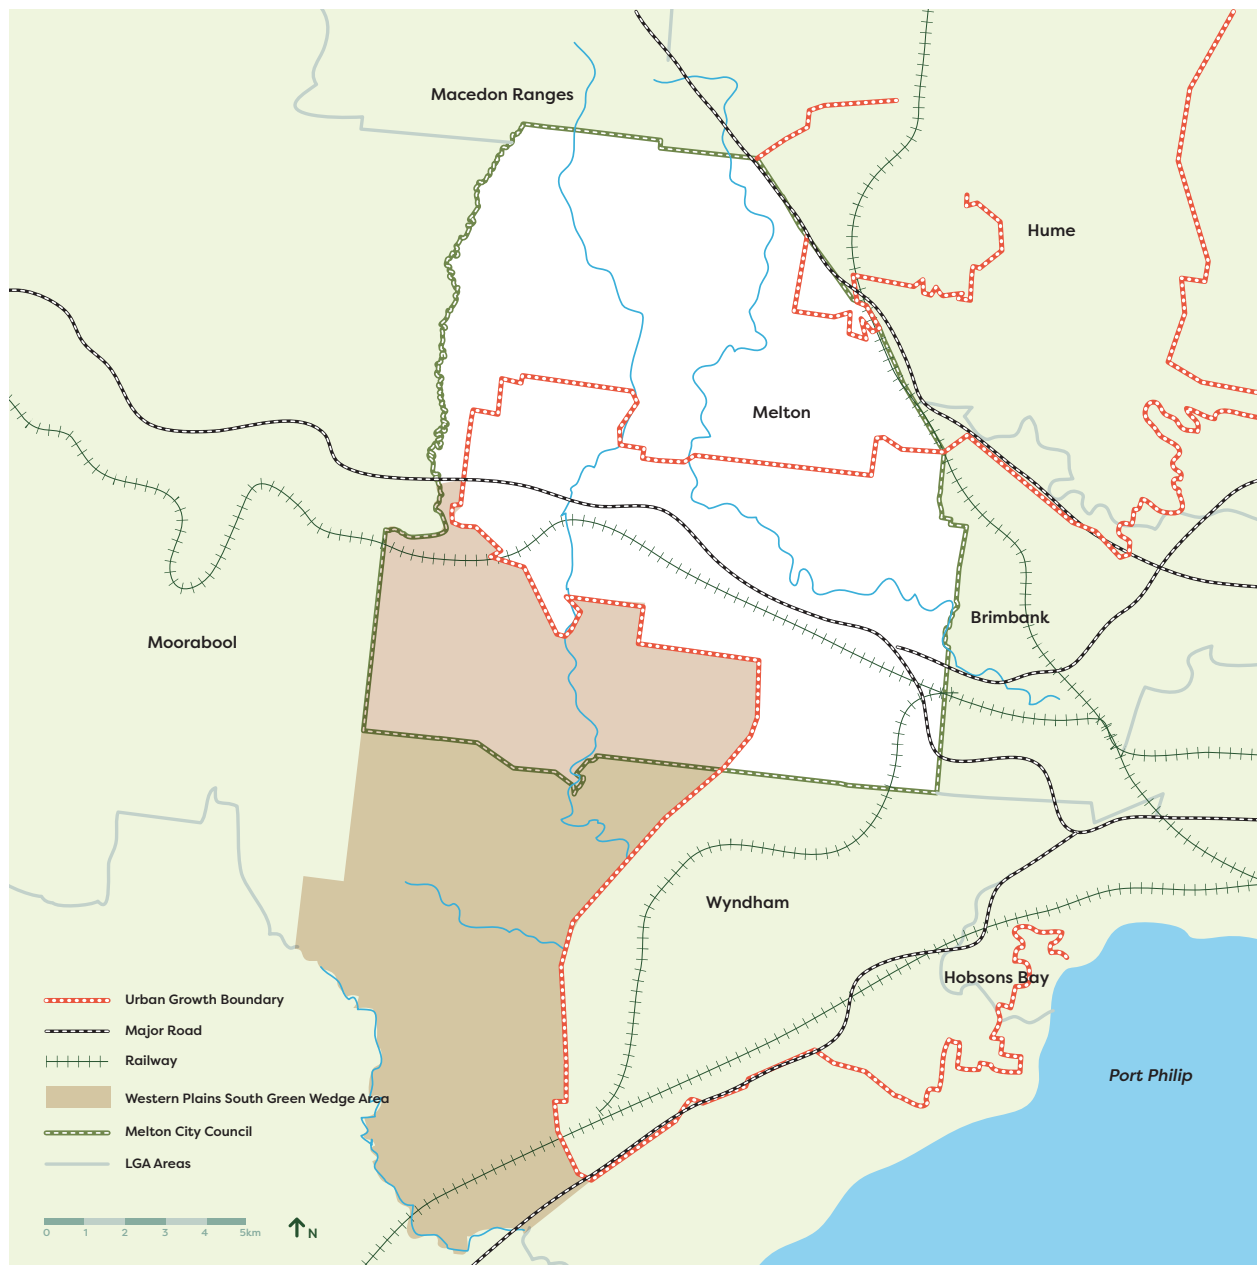 Macedon Ranges
Hume
Melton
Brimbank
Moorabool
Wyndham
Hobsons Bay
Port Philip
Urban Growth Boundary
Major Road
Railway
Western Plains South Green Wedge Area
Melton City Council
LGA Areas
0 1 2 3 4 5km
N